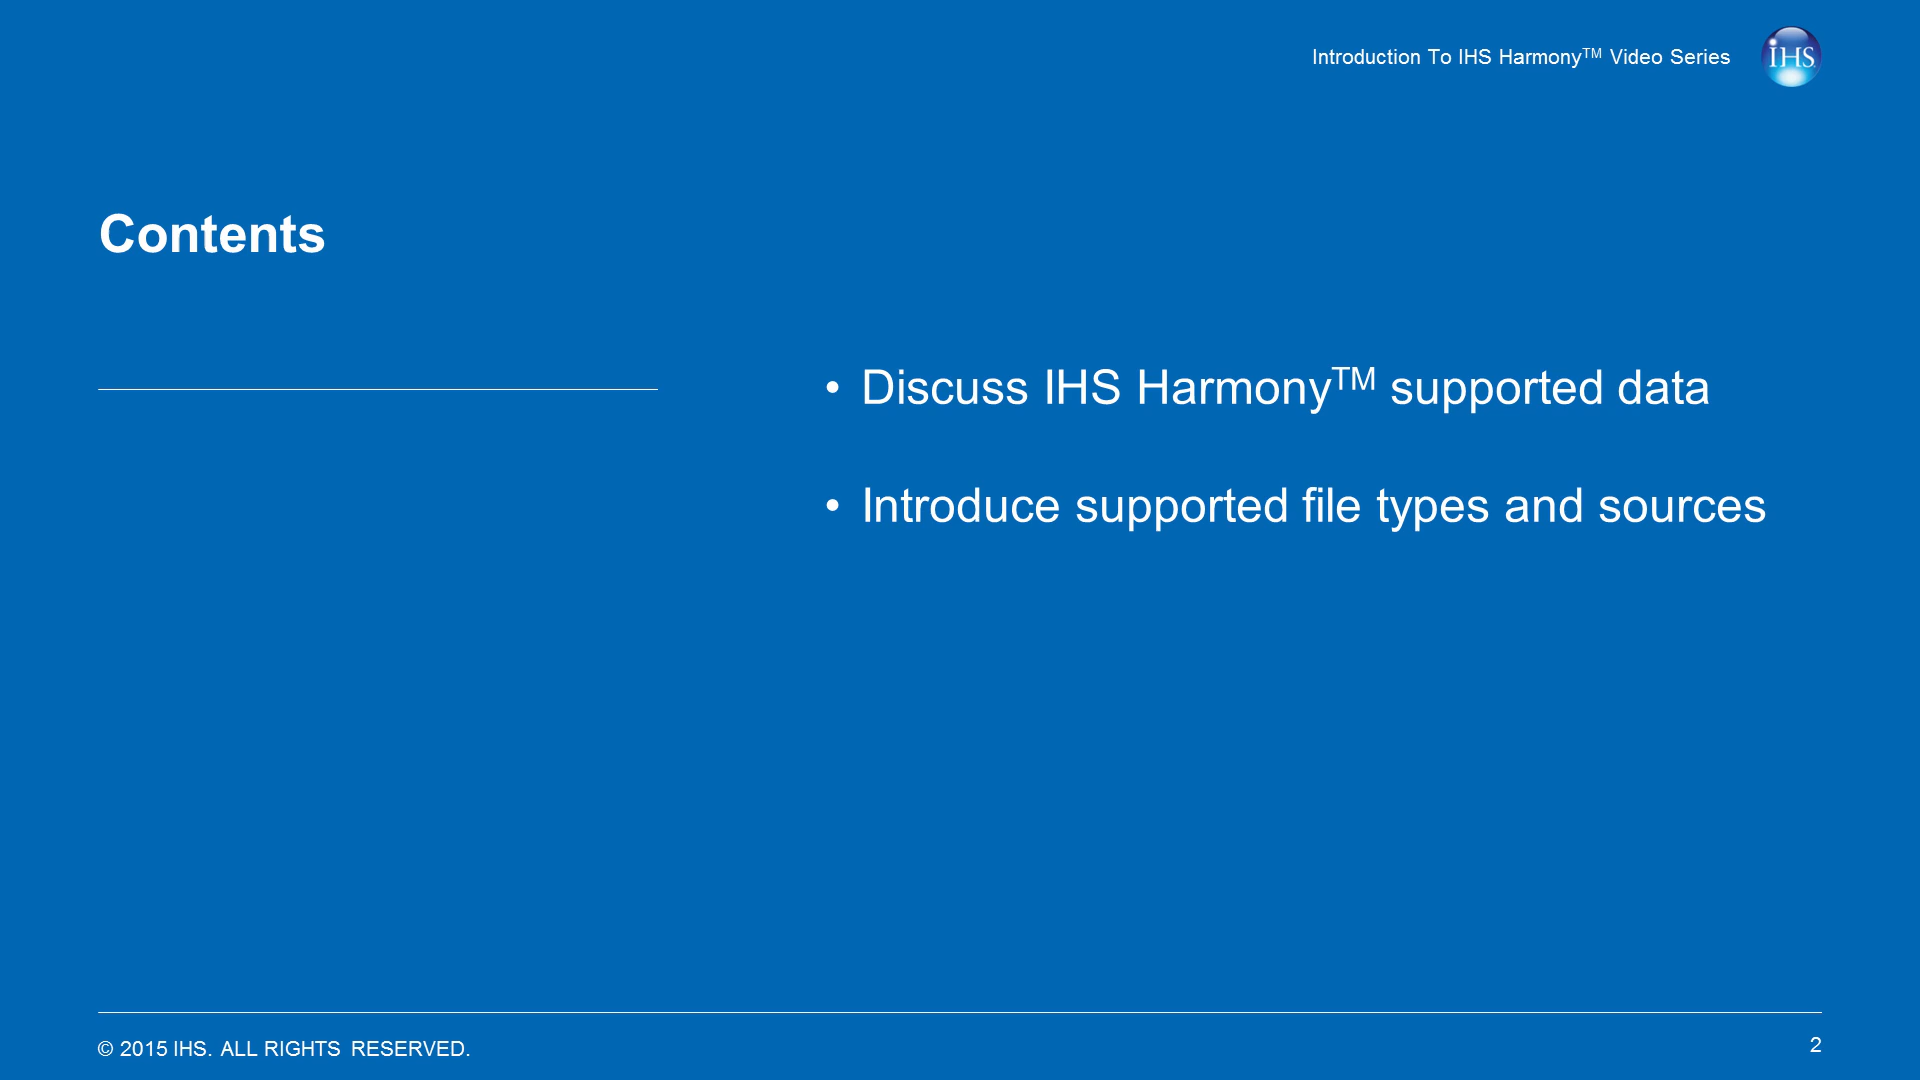 Introduction To IHS Harmony™ Video Series
IHS
Contents
• Discuss IHS Harmony™ supported data
• Introduce supported file types and sources
© 2015 IHS. ALL RIGHTS RESERVED.
2